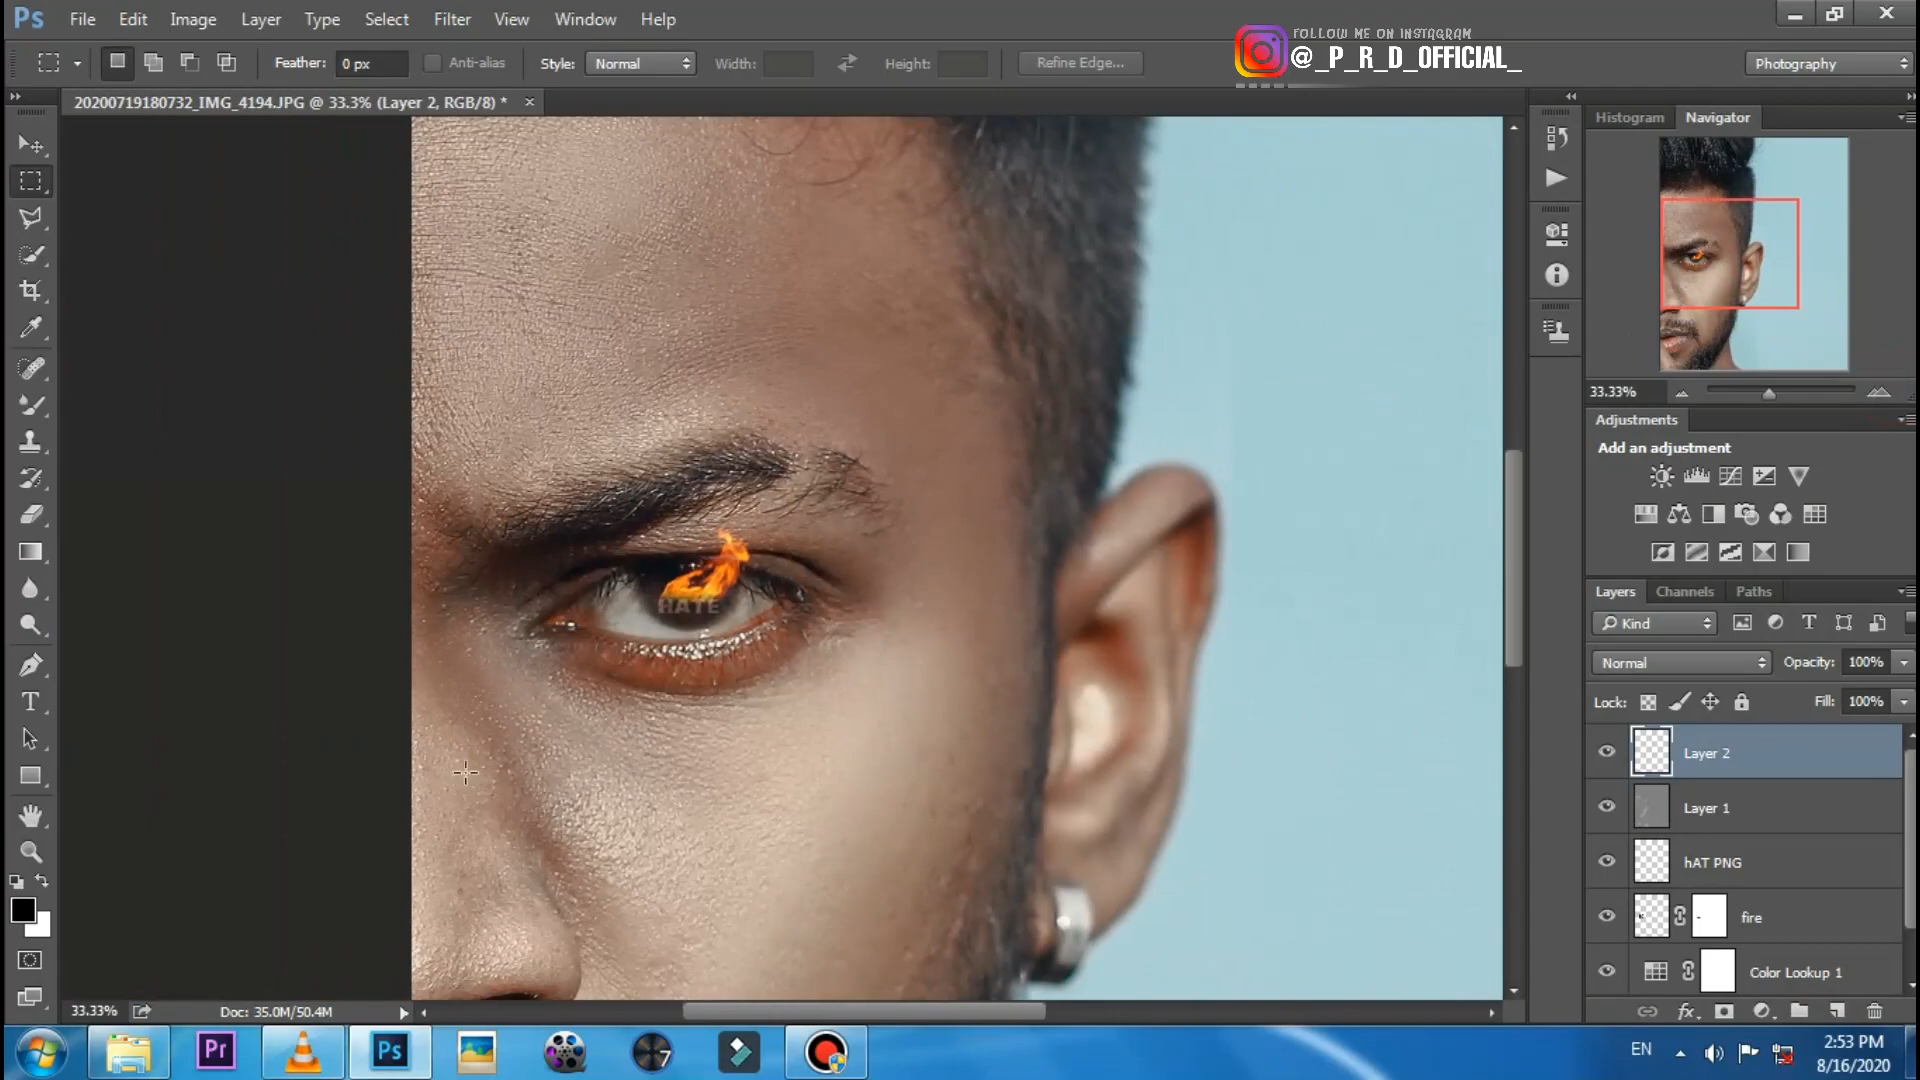 Ps File Edit Image Layer Type Select Filter View Window Help
FOLLOW ME ON INSTAGRAM
@_P_R_D_OFFICIAL_
Feather: 0 px Anti-alias Style: Normal Width: Height: Refine Edge... Photography
20200719180732_IMG_4194.JPG @ 33.3% (Layer 2, RGB/8) *
Histogram Navigator
33.33%
Adjustments
Add an adjustment
Layers Channels Paths
Kind
Normal Opacity: 100%
Lock: Fill: 100%
Layer 2
Layer 1
hAT PNG
fire
Color Lookup 1
HATE
33.33% Doc: 35.0M/50.4M
Pr Ps 7
EN 2:53 PM
8/16/2020